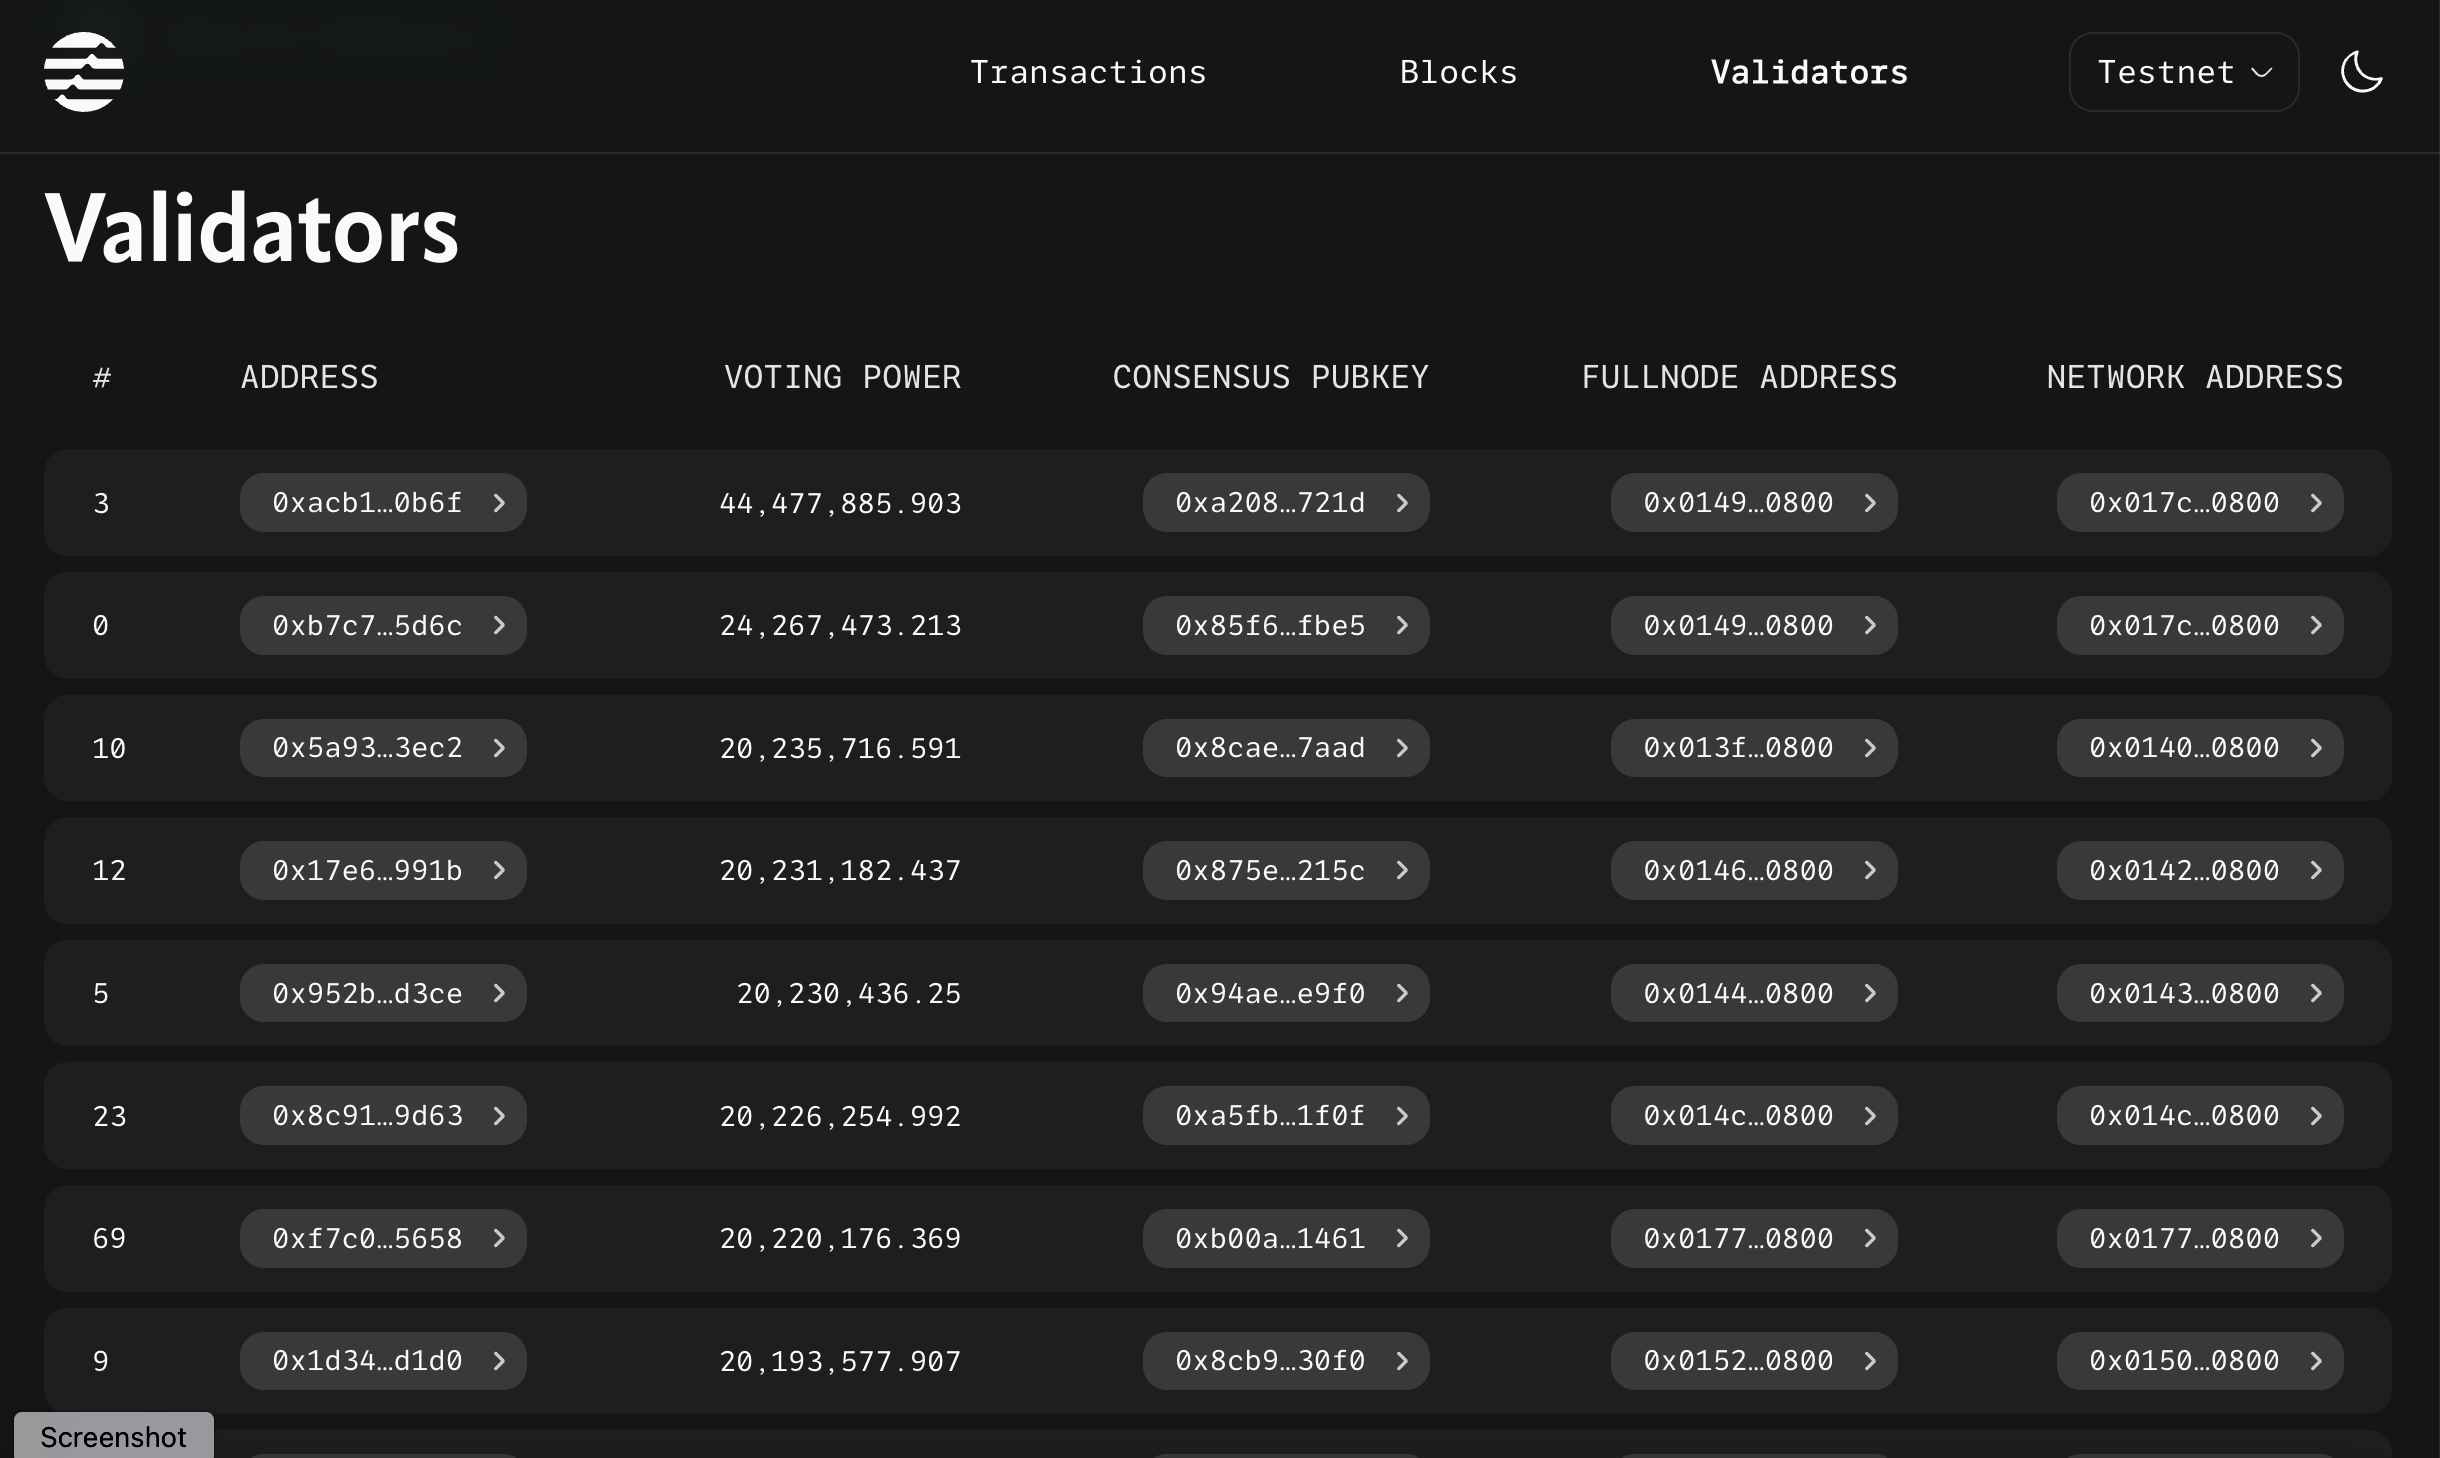 Transactions Blocks Validators Testnet
Validators
# ADDRESS VOTING POWER CONSENSUS PUBKEY FULLNODE ADDRESS NETWORK ADDRESS
3 0xacb1…0b6f 44,477,885.903 0xa208…721d 0x0149…0800 0x017c…0800
0 0xb7c7…5d6c 24,267,473.213 0x85f6…fbe5 0x0149…0800 0x017c…0800
10 0x5a93…3ec2 20,235,716.591 0x8cae…7aad 0x013f…0800 0x0140…0800
12 0x17e6…991b 20,231,182.437 0x875e…215c 0x0146…0800 0x0142…0800
5 0x952b…d3ce 20,230,436.25 0x94ae…e9f0 0x0144…0800 0x0143…0800
23 0x8c91…9d63 20,226,254.992 0xa5fb…1f0f 0x014c…0800 0x014c…0800
69 0xf7c0…5658 20,220,176.369 0xb00a…1461 0x0177…0800 0x0177…0800
9 0x1d34…d1d0 20,193,577.907 0x8cb9…30f0 0x0152…0800 0x0150…0800
Screenshot